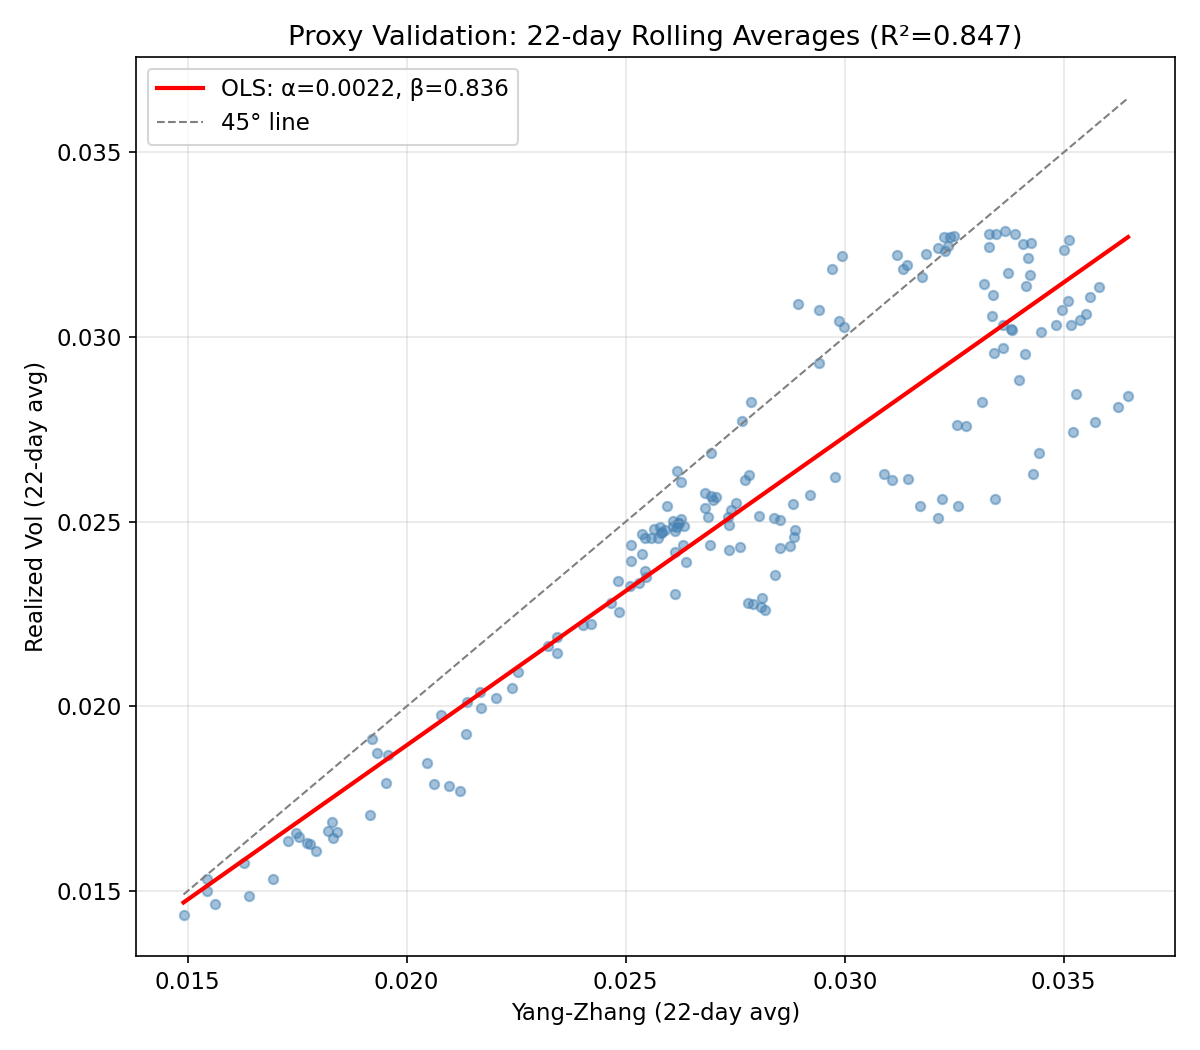 Proxy Validation: 22-day Rolling Averages (R²=0.847)
OLS: α=0.0022, β=0.836
45° line
0.035
0.030
0.025
0.020
0.015
Realized Vol (22-day avg)
0.015 0.020 0.025 0.030 0.035
Yang-Zhang (22-day avg)